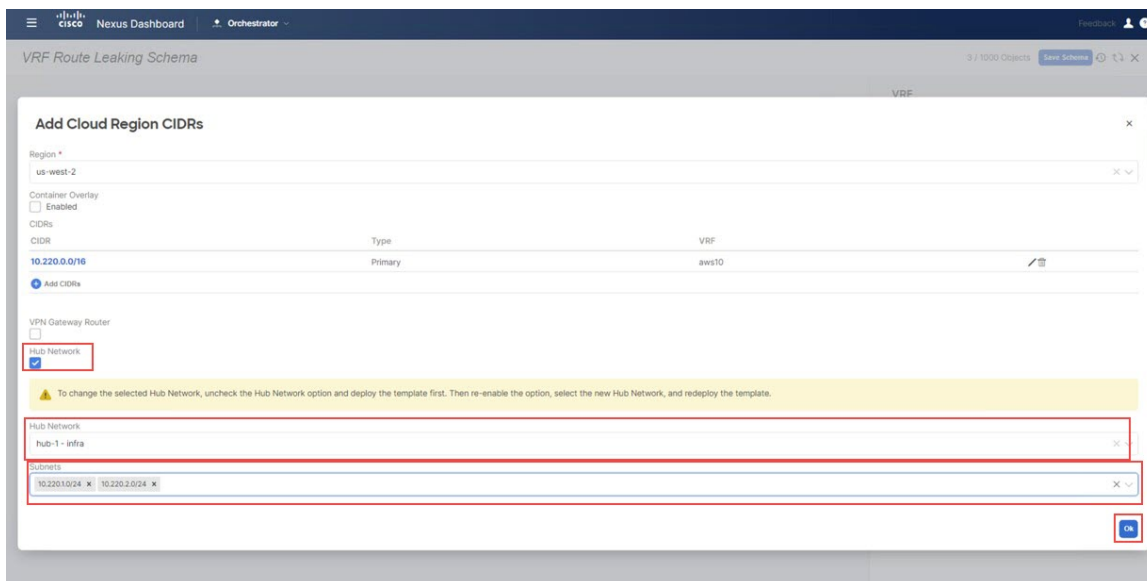 cisco Nexus Dashboard Orchestrator Feedback
VRF Route Leaking Schema 3 / 1000 Objects Save Schema
VRF
Add Cloud Region CIDRs
Region *
us-west-2
Container Overlay
Enabled
CIDRs
CIDR Type VRF
10.220.0.0/16 Primary aws10
Add CIDRs
VPN Gateway Router
Hub Network
To change the selected Hub Network, uncheck the Hub Network option and deploy the template first. Then re-enable the option, select the new Hub Network, and redeploy the template.
Hub Network
hub-1 - infra
Subnets
10.220.1.0/24 10.220.2.0/24
Ok